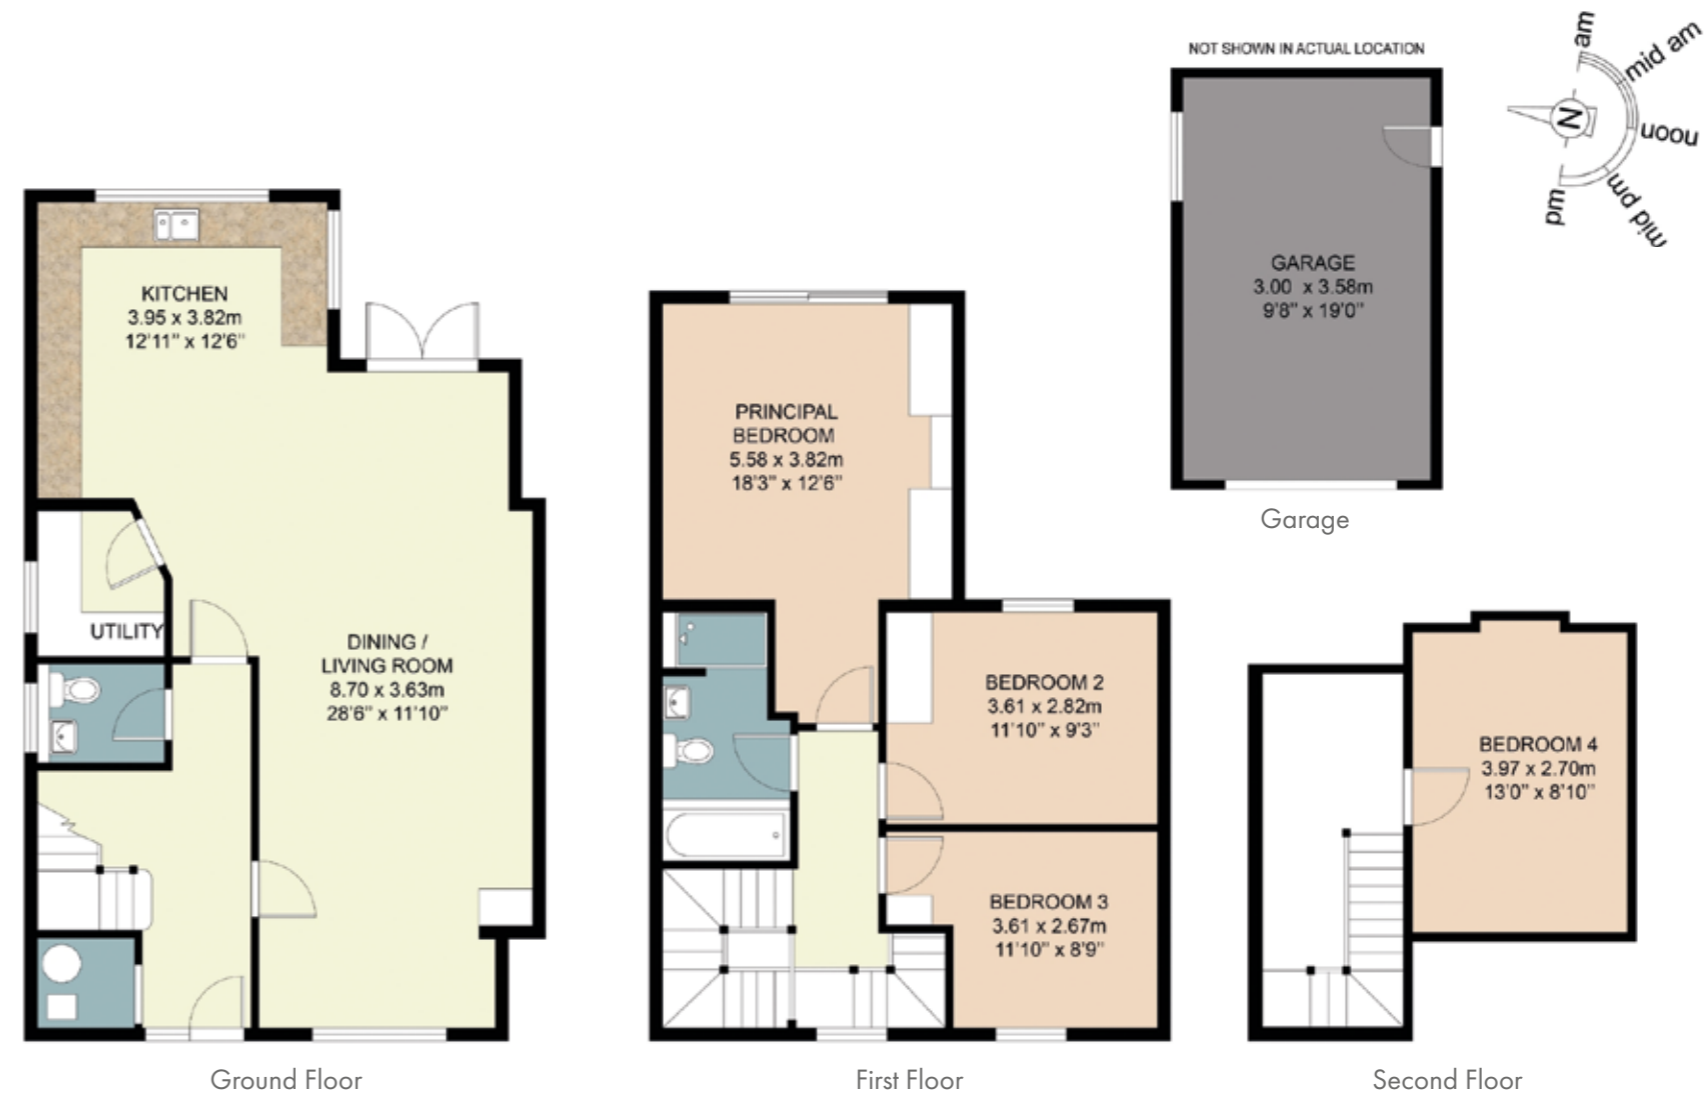 NOT SHOWN IN ACTUAL LOCATION
am
mid am
noon
mid pm
pm
N
GARAGE
3.00 x 3.58m
9'8" x 19'0"
Garage
KITCHEN
3.95 x 3.82m
12'11" x 12'6"
UTILITY
DINING /
LIVING ROOM
8.70 x 3.63m
28'6" x 11'10"
Ground Floor
PRINCIPAL
BEDROOM
5.58 x 3.82m
18'3" x 12'6"
BEDROOM 2
3.61 x 2.82m
11'10" x 9'3"
BEDROOM 3
3.61 x 2.67m
11'10" x 8'9"
First Floor
BEDROOM 4
3.97 x 2.70m
13'0" x 8'10"
Second Floor